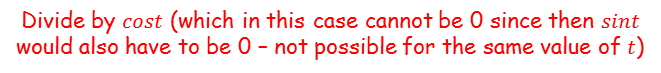 Divide by cost (which in this case cannot be 0 since then sint
would also have to be 0 – not possible for the same value of t)